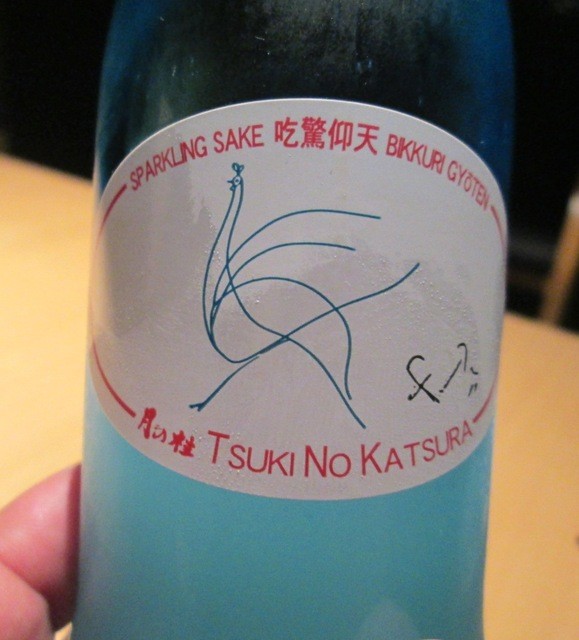 SPARKLING SAKE 吃驚仰天 BIKKURI GYŌTEN
月の桂 TSUKI NO KATSURA